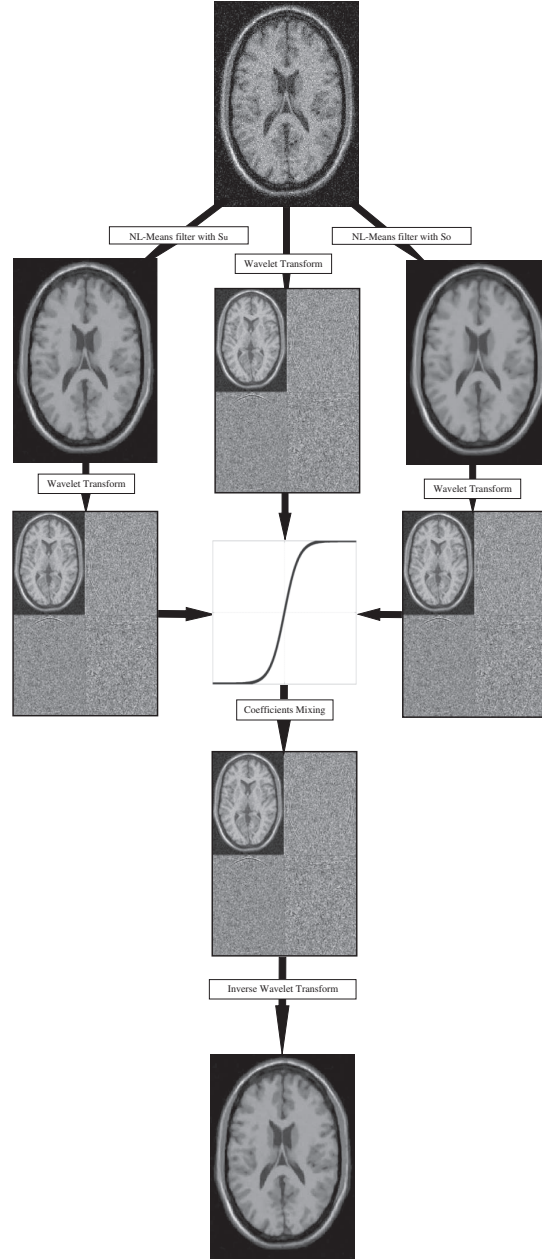 NL-Means filter with Su
NL-Means filter with So
Wavelet Transform
Wavelet Transform
Wavelet Transform
Coefficients Mixing
Inverse Wavelet Transform